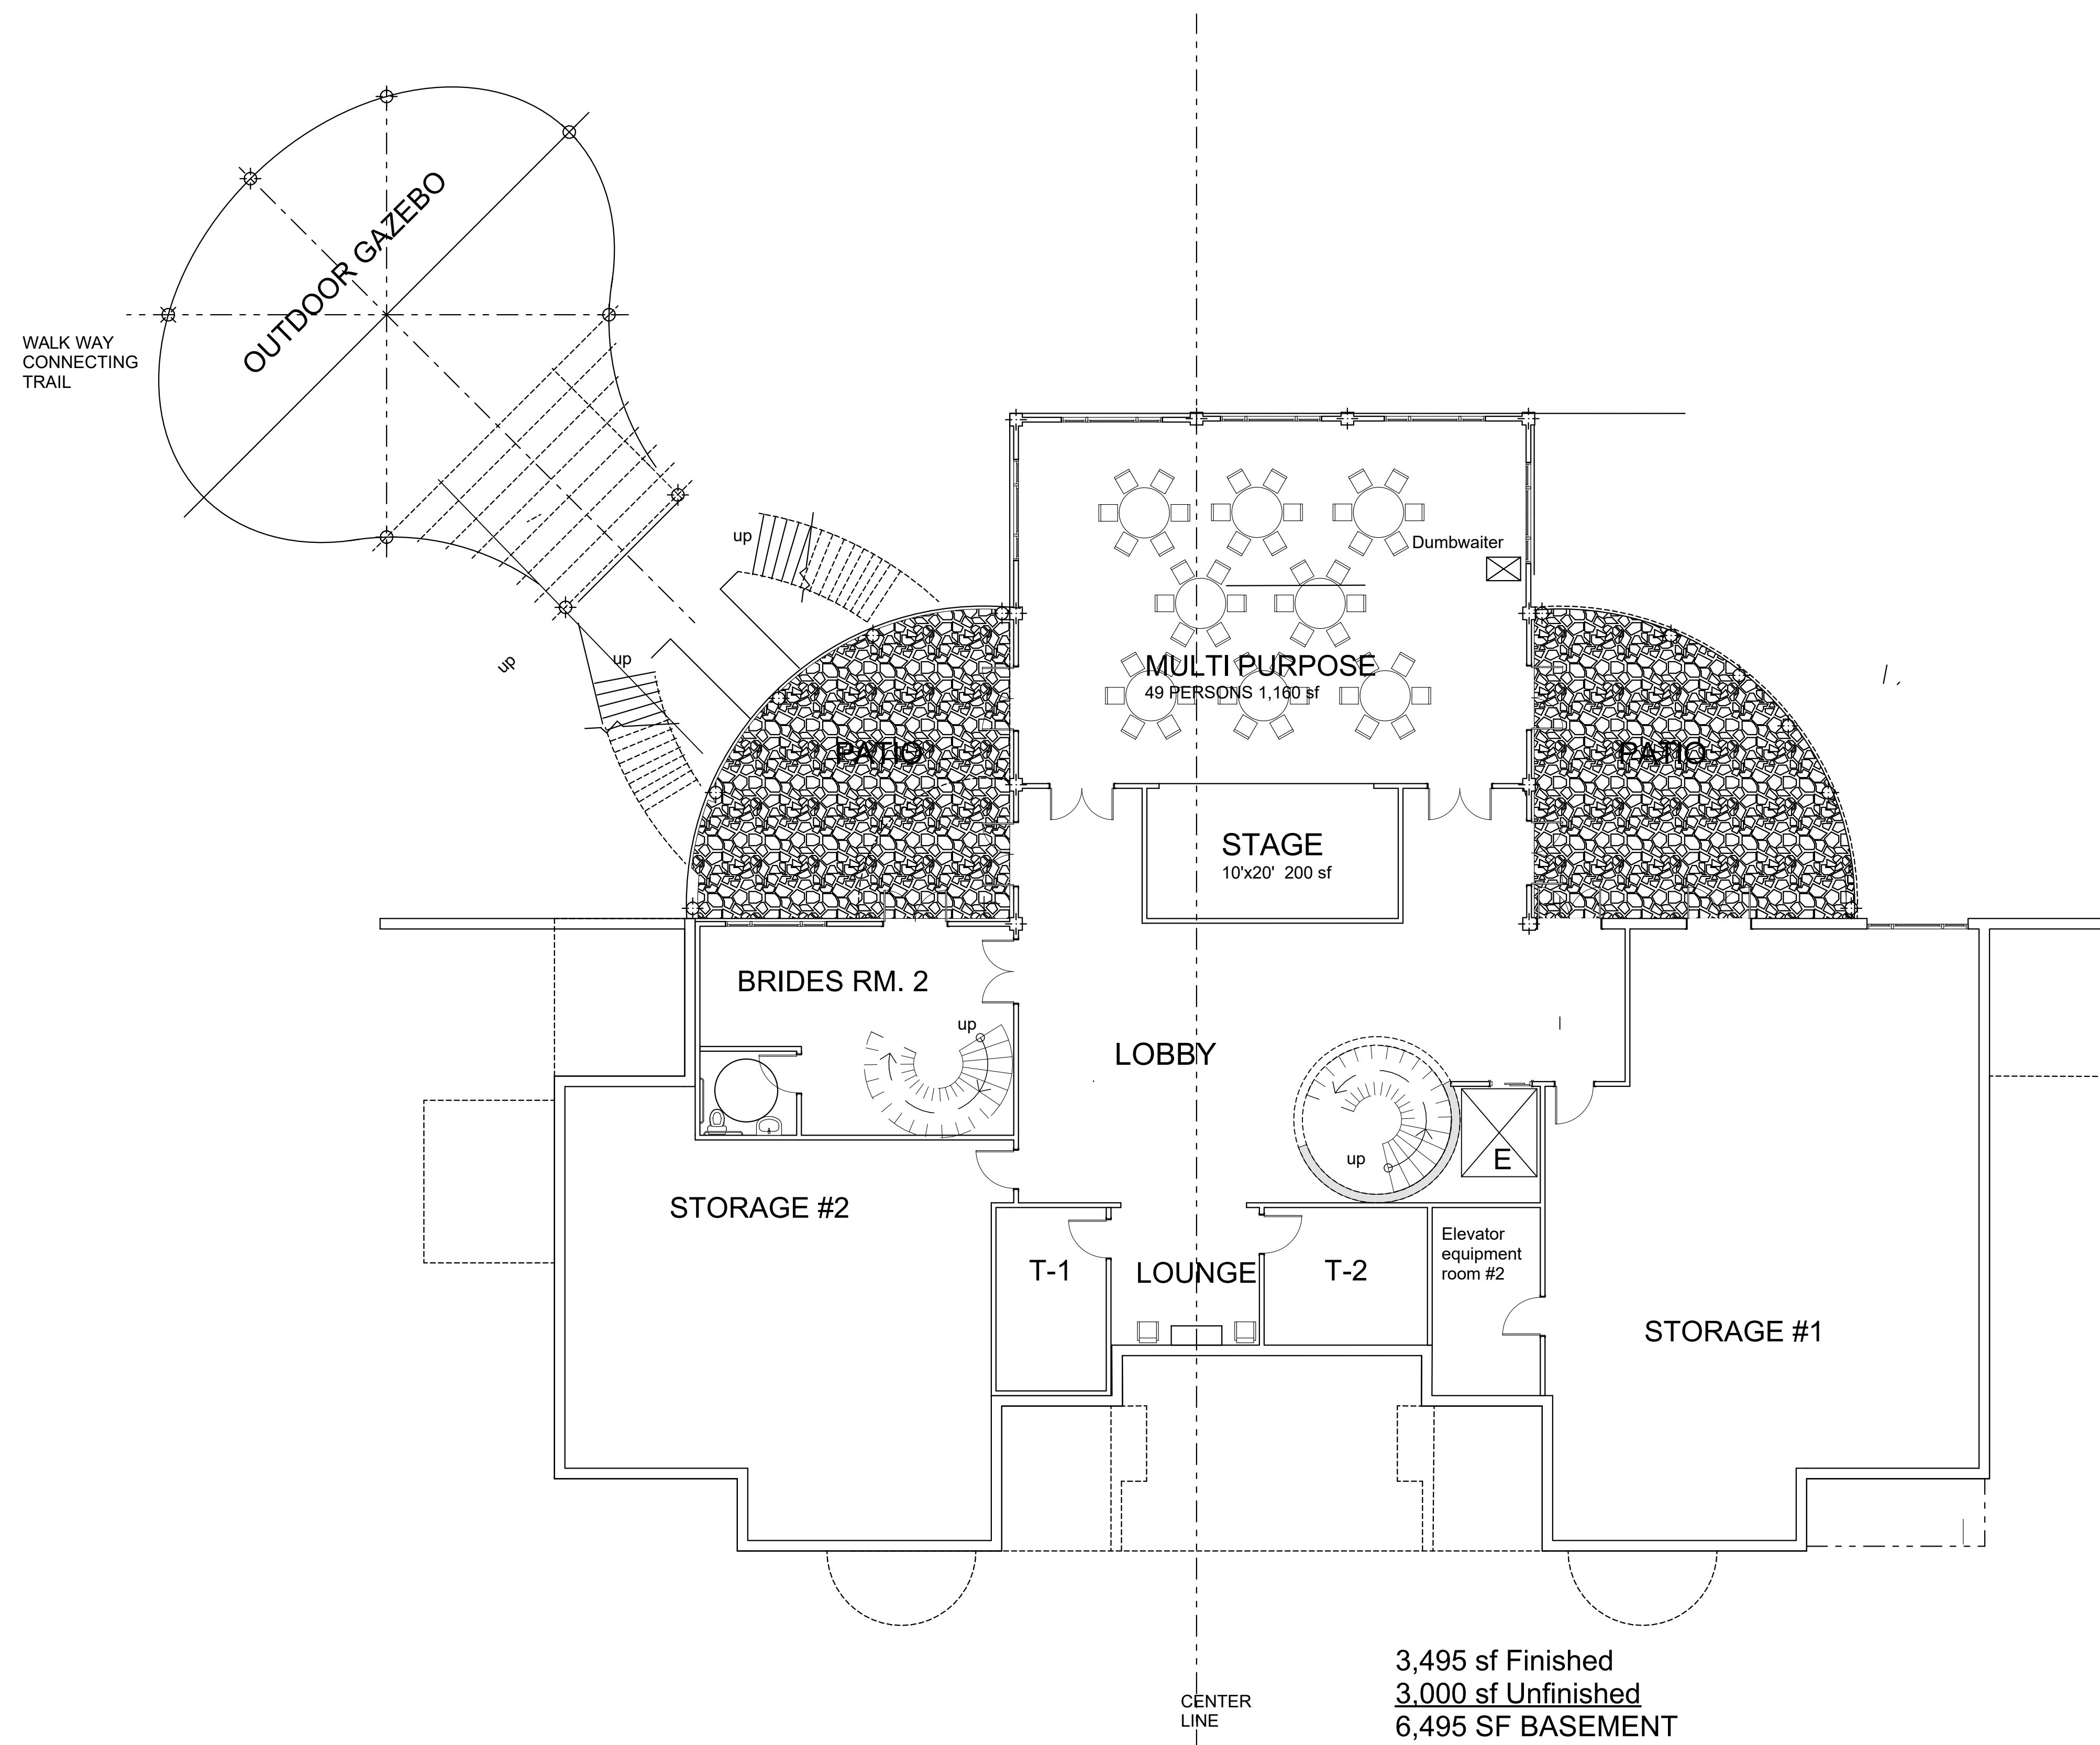 OUTDOOR GAZEBO
WALK WAY
CONNECTING
TRAIL
up
Dumbwaiter
up
up
MULTI PURPOSE
49 PERSONS 1,160 sf
PATIO
PATIO
STAGE
10'x20' 200 sf
BRIDES RM. 2
up
LOBBY
up
E
STORAGE #2
Elevator
equipment
room #2
T-1
LOUNGE
T-2
STORAGE #1
3,495 sf Finished
3,000 sf Unfinished
6,495 SF BASEMENT
CENTER
LINE